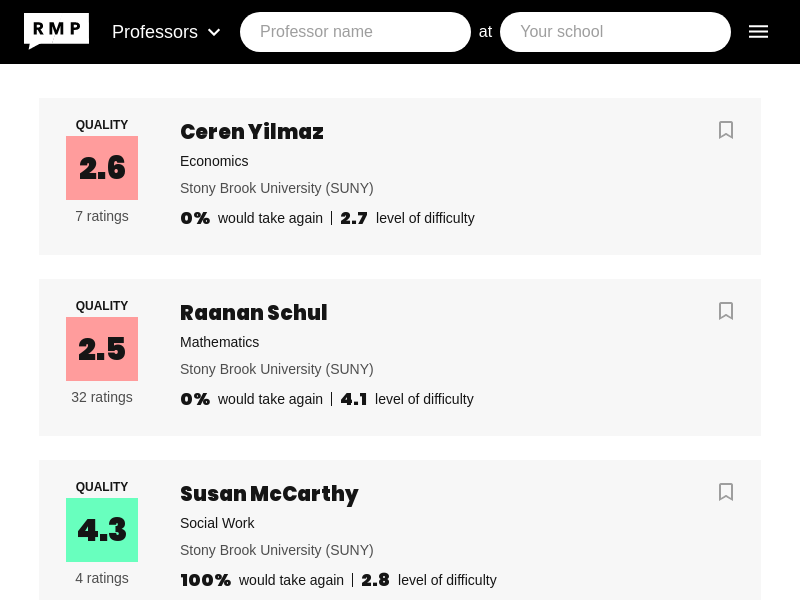 RMP Professors Professor name at Your school
QUALITY
2.6
7 ratings
Ceren Yilmaz
Economics
Stony Brook University (SUNY)
0% would take again | 2.7 level of difficulty
QUALITY
2.5
32 ratings
Raanan Schul
Mathematics
Stony Brook University (SUNY)
0% would take again | 4.1 level of difficulty
QUALITY
4.3
4 ratings
Susan McCarthy
Social Work
Stony Brook University (SUNY)
100% would take again | 2.8 level of difficulty